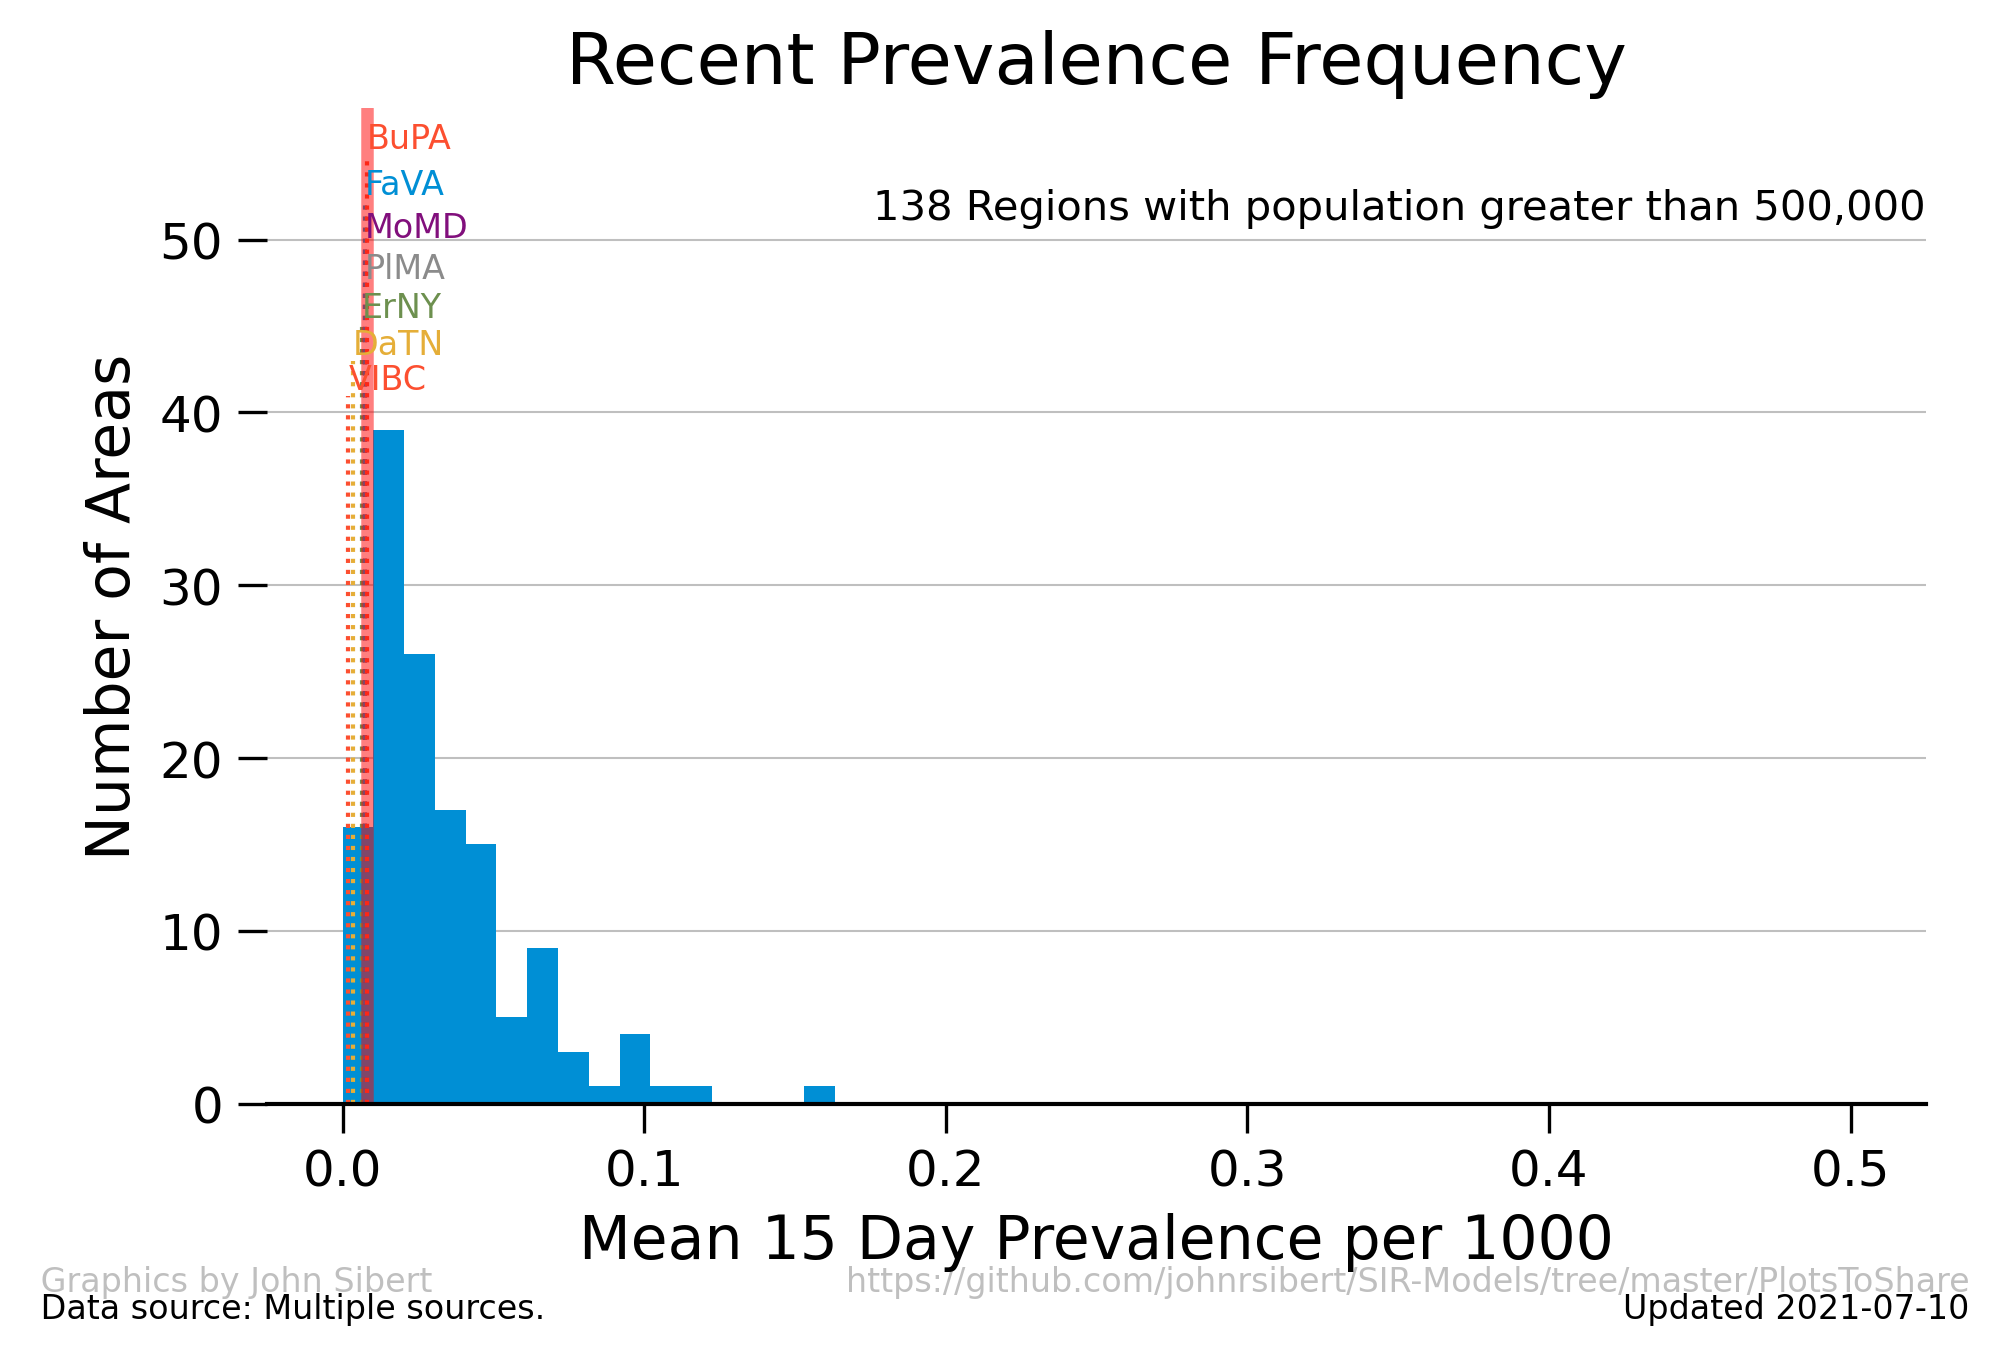 Recent Prevalence Frequency
BuPA
FaVA
138 Regions with population greater than 500,000
MoMD
50
PlMA
ErNY
DaTN
VIBC
40
30
20
10
0
Number of Areas
0.0 0.1 0.2 0.3 0.4 0.5
Mean 15 Day Prevalence per 1000
Graphics by John Sibert https://github.com/johnrsibert/SIR-Models/tree/master/PlotsToShare
Data source: Multiple sources. Updated 2021-07-10